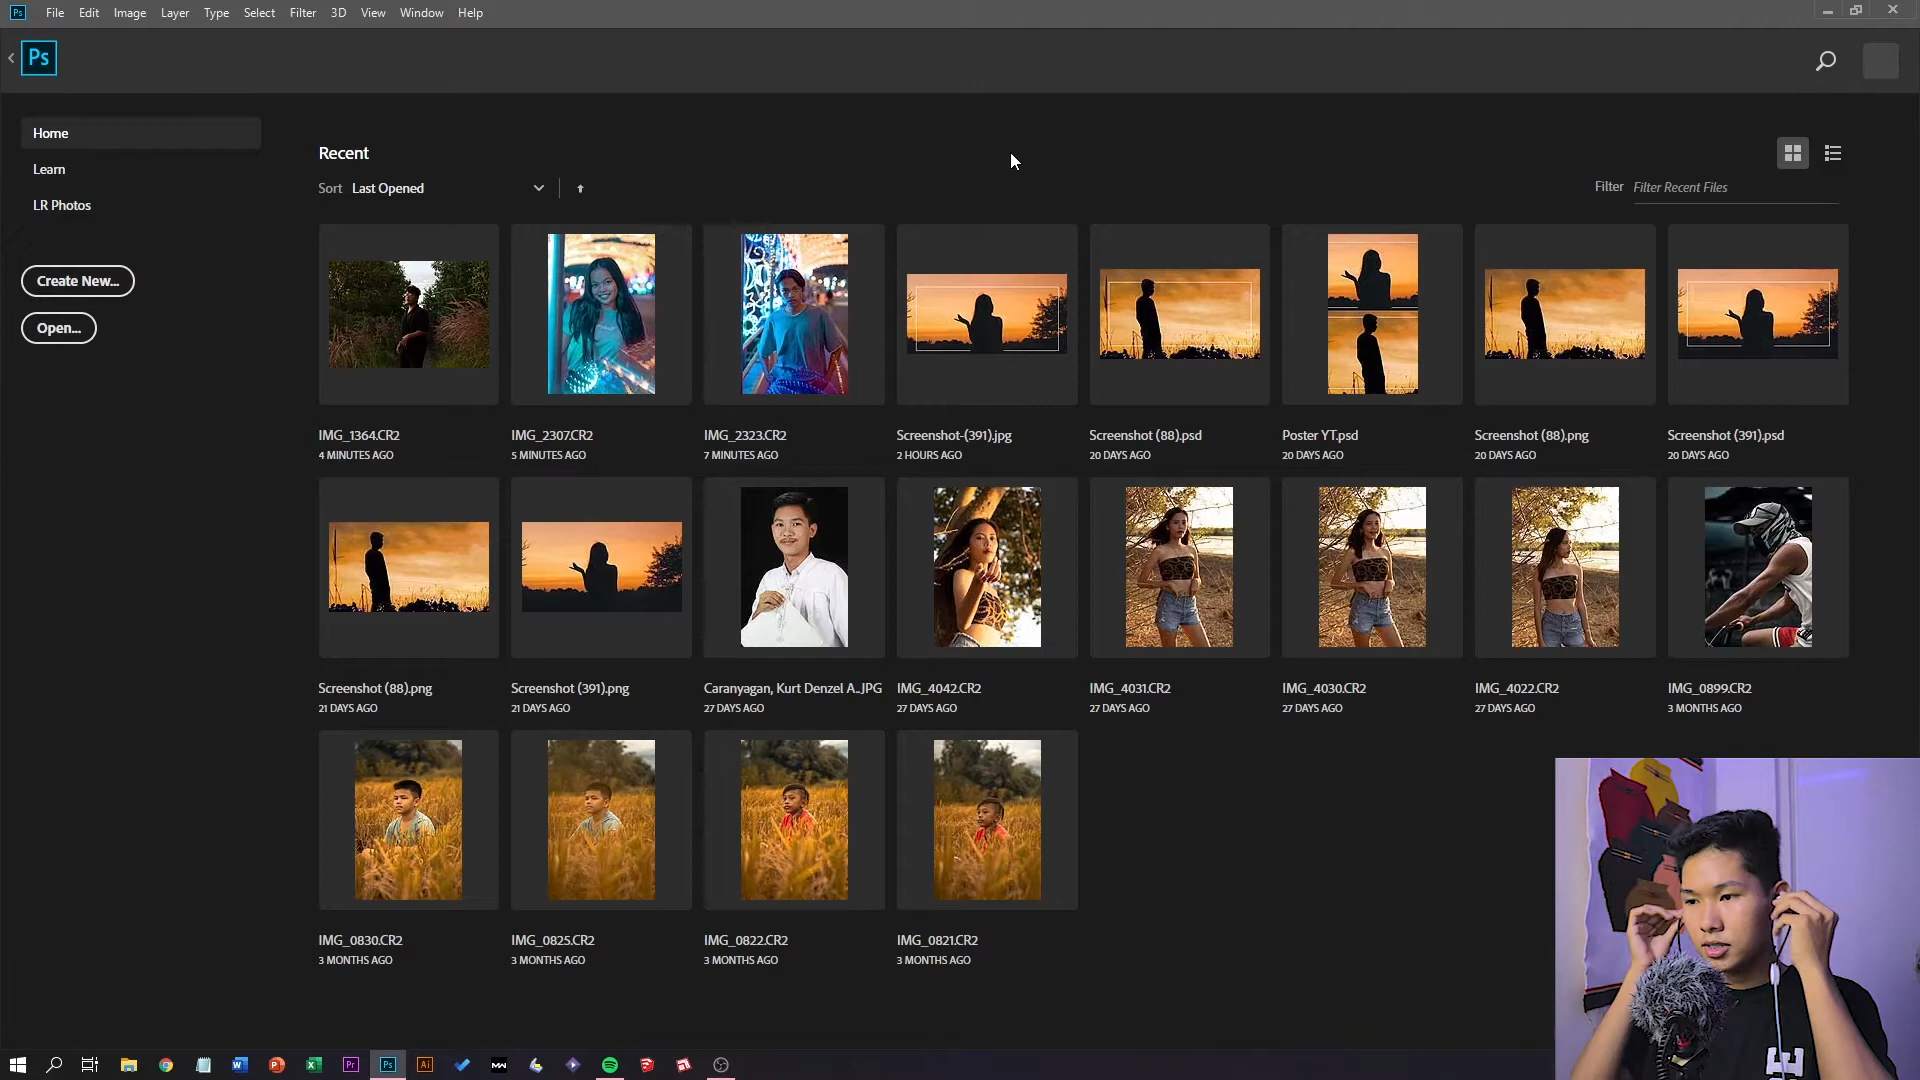 Ps File Edit Image Layer Type Select Filter 3D View Window Help
Ps
Home
Learn
LR Photos
Create New...
Open...
Recent
Sort Last Opened
Filter Filter Recent Files
IMG_1364.CR2
4 MINUTES AGO
IMG_2307.CR2
5 MINUTES AGO
IMG_2323.CR2
7 MINUTES AGO
Screenshot-(391).jpg
2 HOURS AGO
Screenshot (88).psd
20 DAYS AGO
Poster YT.psd
20 DAYS AGO
Screenshot (88).png
20 DAYS AGO
Screenshot (391).psd
20 DAYS AGO
Screenshot (88).png
21 DAYS AGO
Screenshot (391).png
21 DAYS AGO
Caranyagan, Kurt Denzel A..JPG
27 DAYS AGO
IMG_4042.CR2
27 DAYS AGO
IMG_4031.CR2
27 DAYS AGO
IMG_4030.CR2
27 DAYS AGO
IMG_4022.CR2
27 DAYS AGO
IMG_0899.CR2
3 MONTHS AGO
IMG_0830.CR2
3 MONTHS AGO
IMG_0825.CR2
3 MONTHS AGO
IMG_0822.CR2
3 MONTHS AGO
IMG_0821.CR2
3 MONTHS AGO
Pr Ps Ai MW